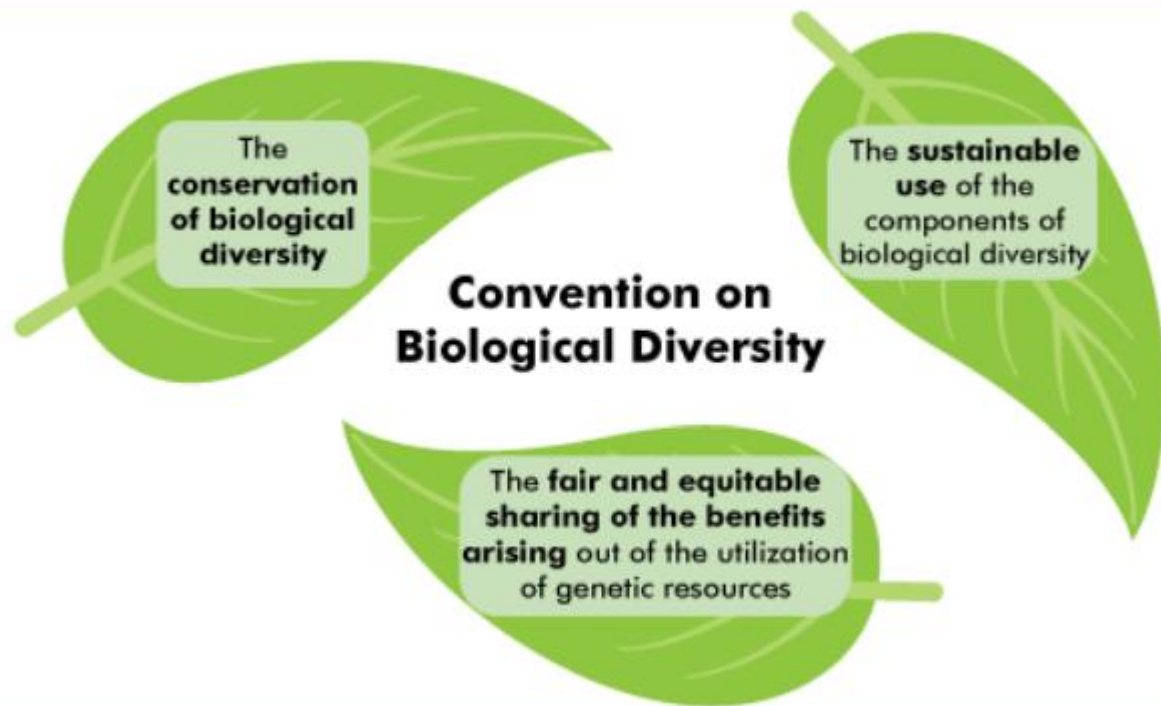 The
conservation
of biological
diversity
The sustainable
use of the
components of
biological diversity
Convention on
Biological Diversity
The fair and equitable
sharing of the benefits
arising out of the utilization
of genetic resources